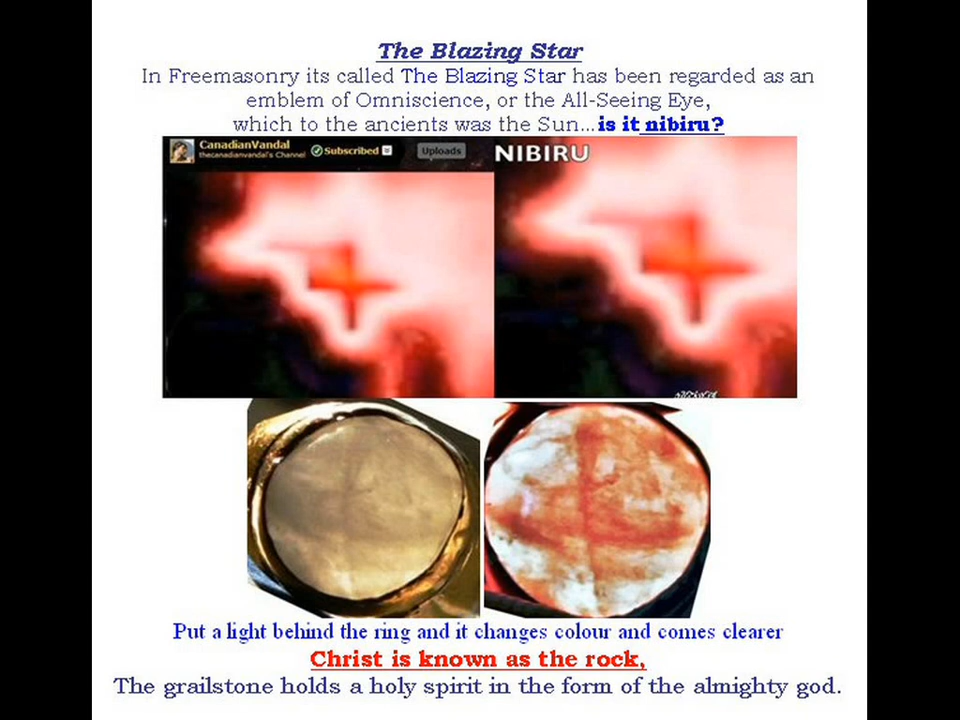 The Blazing Star
In Freemasonry its called The Blazing Star has been regarded as an
emblem of Omniscience, or the All-Seeing Eye,
which to the ancients was the Sun...is it nibiru?
CanadianVandal
thecanadianvandal's Channel
Subscribed
Uploads
NIBIRU
Put a light behind the ring and it changes colour and comes clearer
Christ is known as the rock,
The grailstone holds a holy spirit in the form of the almighty god.